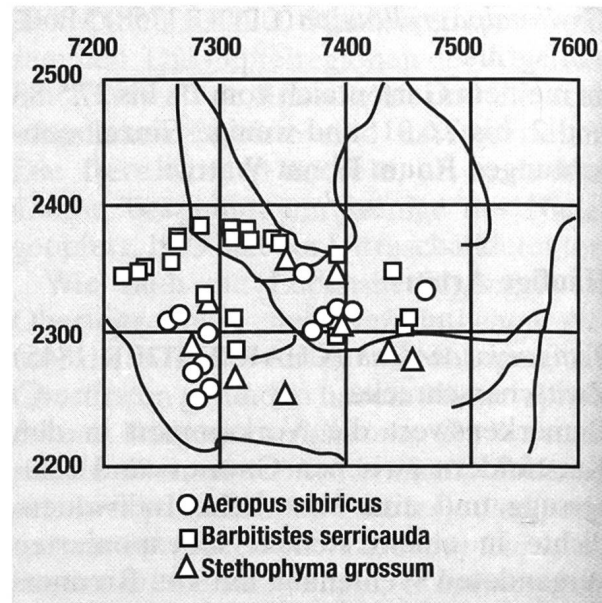 7200 7300 7400 7500 7600
2500
2400
2300
2200
Aeropus sibiricus
Barbitistes serricauda
Stethophyma grossum